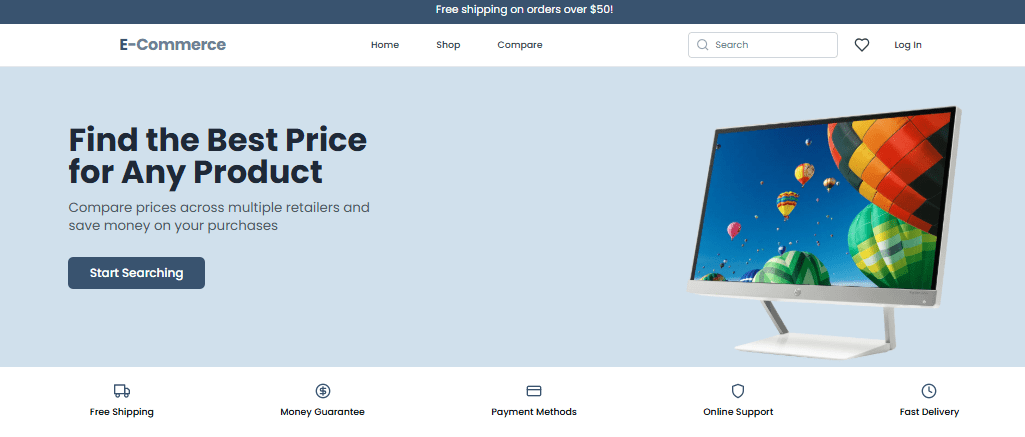 Free shipping on orders over $50!
E-Commerce
Home
Shop
Compare
Search
Log In
Find the Best Price
for Any Product
Compare prices across multiple retailers and
save money on your purchases
Start Searching
Free Shipping
Money Guarantee
Payment Methods
Online Support
Fast Delivery